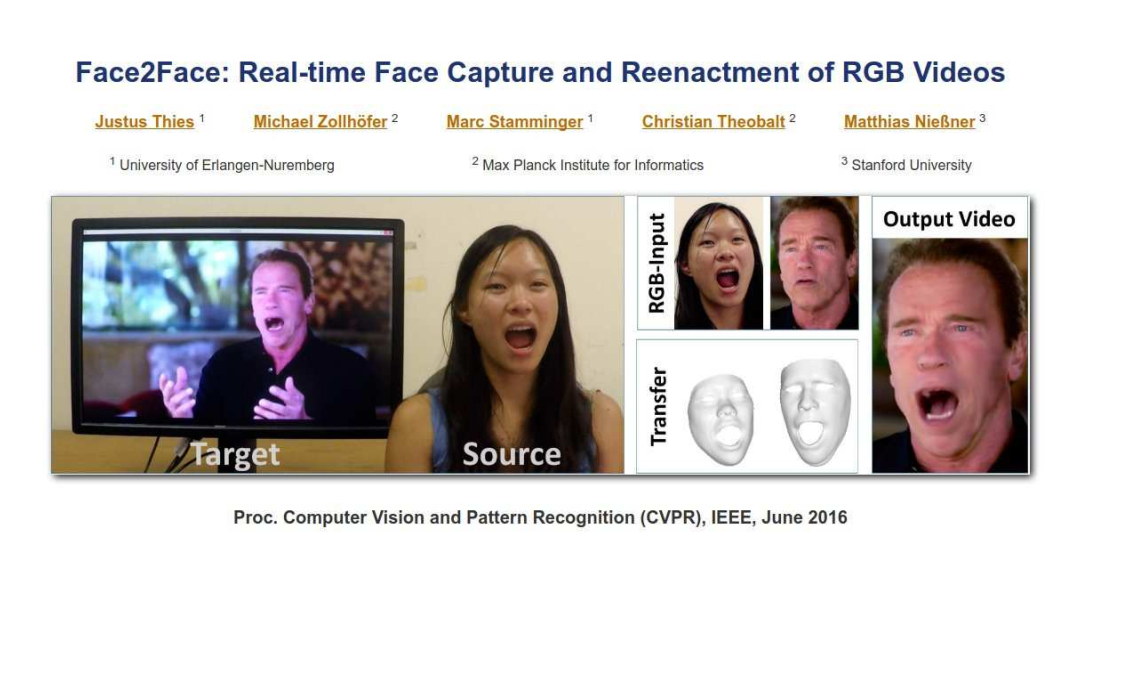 Face2Face: Real-time Face Capture and Reenactment of RGB Videos
Justus Thies 1 Michael Zollhöfer 2 Marc Stamminger 1 Christian Theobalt 2 Matthias Nießner 3
1 University of Erlangen-Nuremberg 2 Max Planck Institute for Informatics 3 Stanford University
Target
Source
RGB-Input
Transfer
Output Video
Proc. Computer Vision and Pattern Recognition (CVPR), IEEE, June 2016